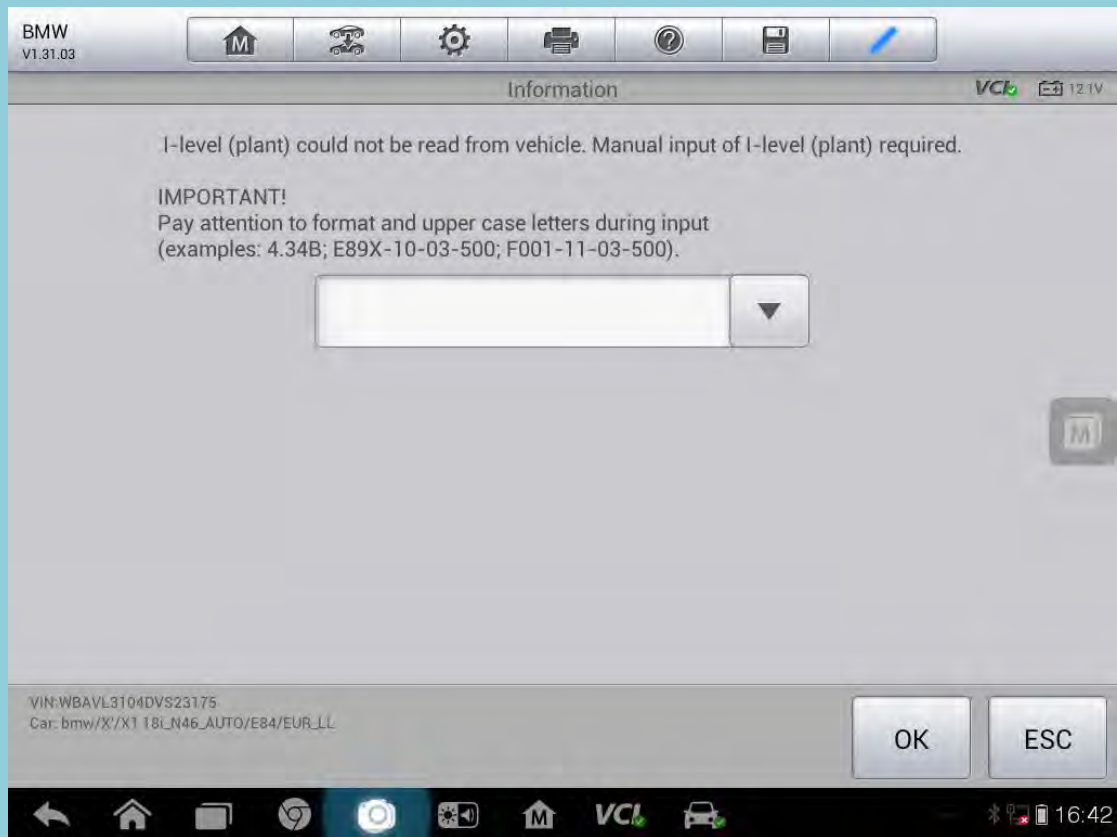 BMW
V1.31.03
M
Information
VCI
12.1V
I-level (plant) could not be read from vehicle. Manual input of I-level (plant) required.
IMPORTANT!
Pay attention to format and upper case letters during input
(examples: 4.34B; E89X-10-03-500; F001-11-03-500).
M
VIN:WBAVL3104DVS23175
Car: bmw/X'/X1 18i_N46_AUTO/E84/EUR_LL
OK
ESC
M
VCI
16:42